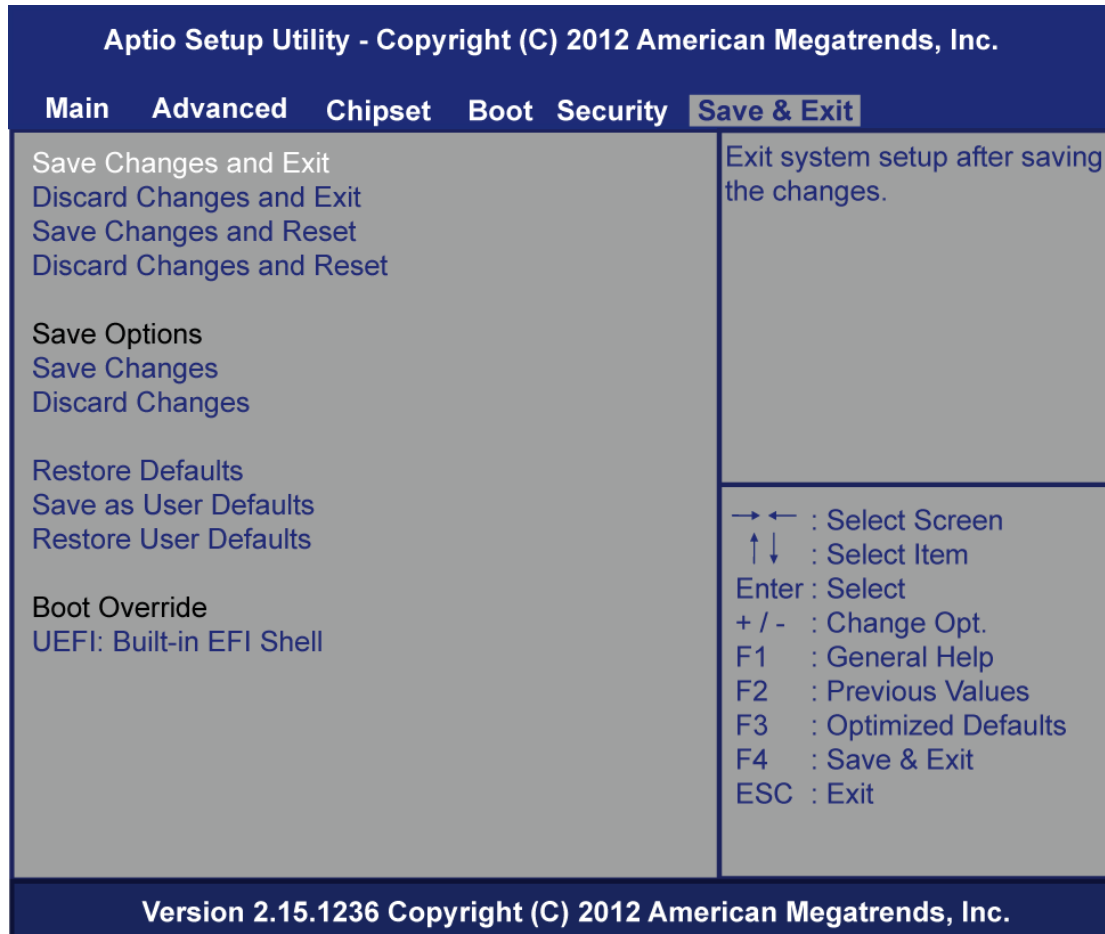 Aptio Setup Utility - Copyright (C) 2012 American Megatrends, Inc.
Main Advanced Chipset Boot Security Save & Exit
Save Changes and Exit
Discard Changes and Exit
Save Changes and Reset
Discard Changes and Reset
Save Options
Save Changes
Discard Changes
Restore Defaults
Save as User Defaults
Restore User Defaults
Boot Override
UEFI: Built-in EFI Shell
Exit system setup after saving
the changes.
→← : Select Screen
↑↓ : Select Item
Enter : Select
+ / - : Change Opt.
F1 : General Help
F2 : Previous Values
F3 : Optimized Defaults
F4 : Save & Exit
ESC : Exit
Version 2.15.1236 Copyright (C) 2012 American Megatrends, Inc.